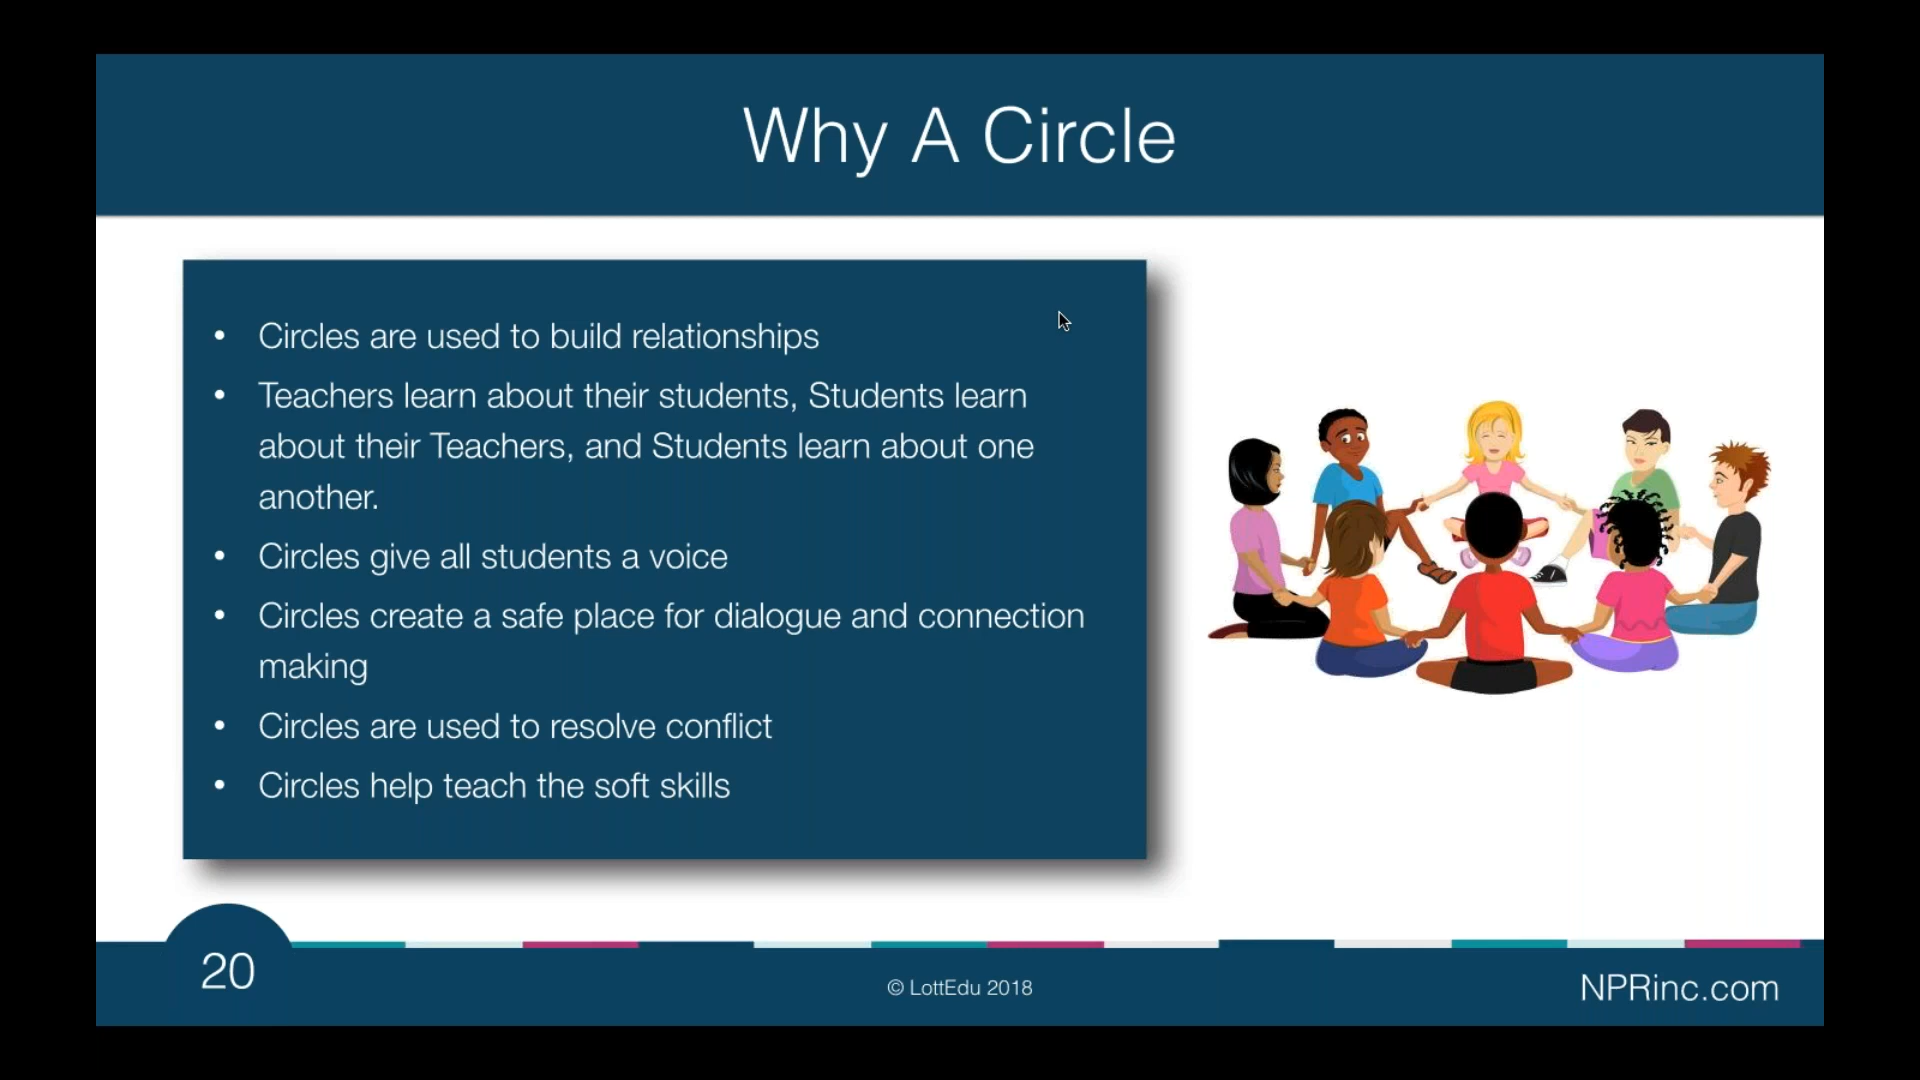 Why A Circle
• Circles are used to build relationships
• Teachers learn about their students, Students learn
about their Teachers, and Students learn about one
another.
• Circles give all students a voice
• Circles create a safe place for dialogue and connection
making
• Circles are used to resolve conflict
• Circles help teach the soft skills
20
© LottEdu 2018
NPRinc.com